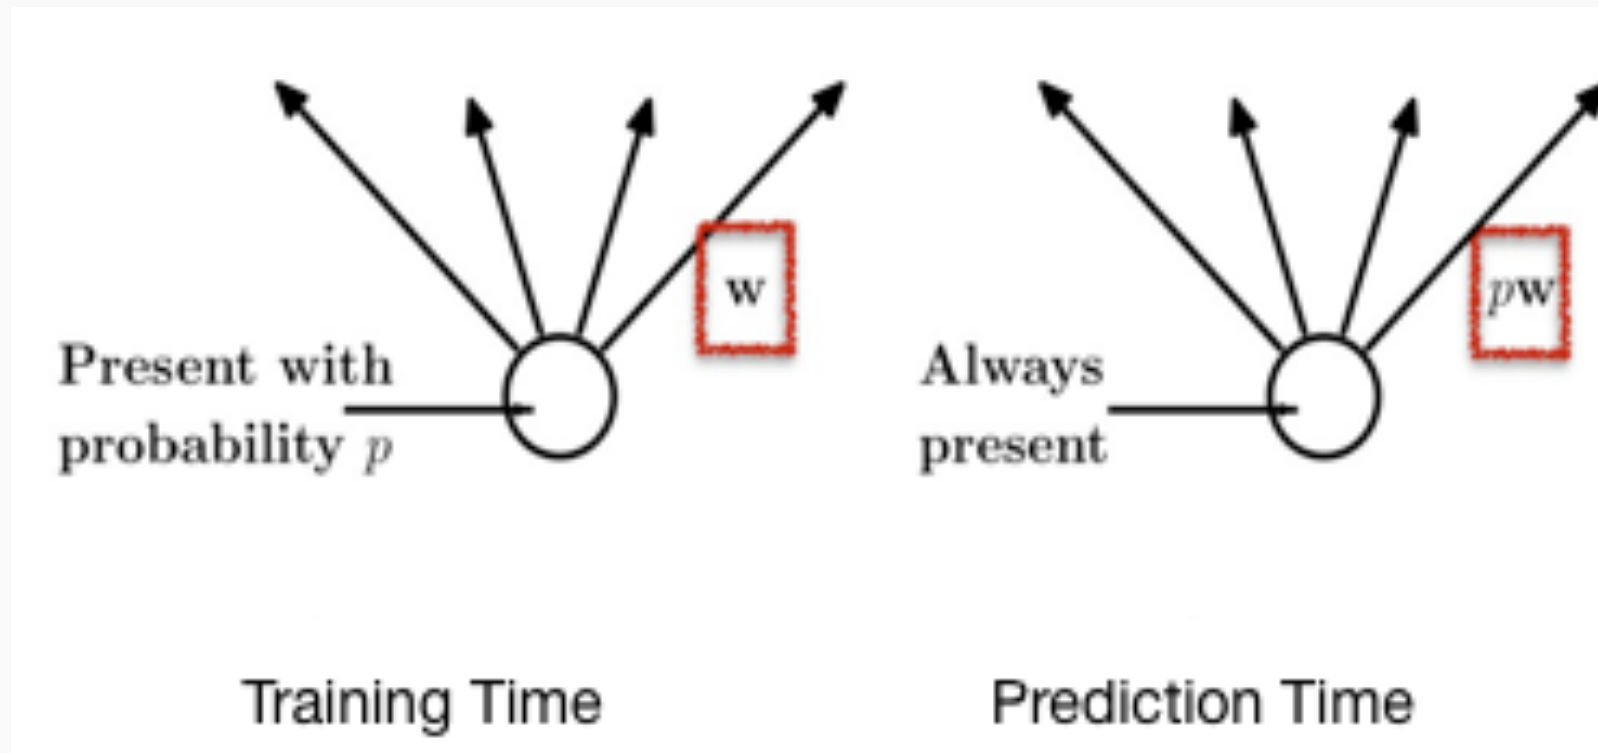 w
Present with
probability p
pw
Always
present
Training Time
Prediction Time